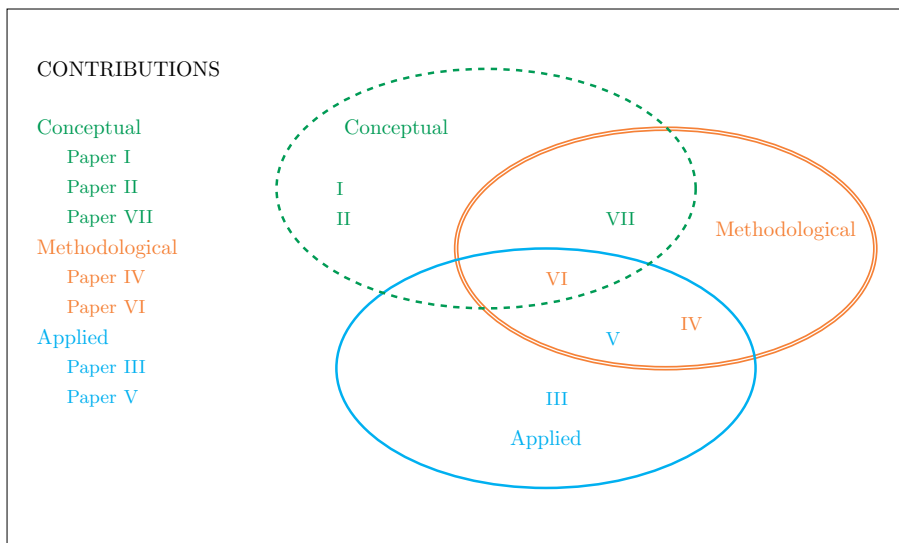 CONTRIBUTIONS
Conceptual
Paper I
Paper II
Paper VII
Methodological
Paper IV
Paper VI
Applied
Paper III
Paper V
Conceptual
I
II
VII
Methodological
VI
IV
V
III
Applied